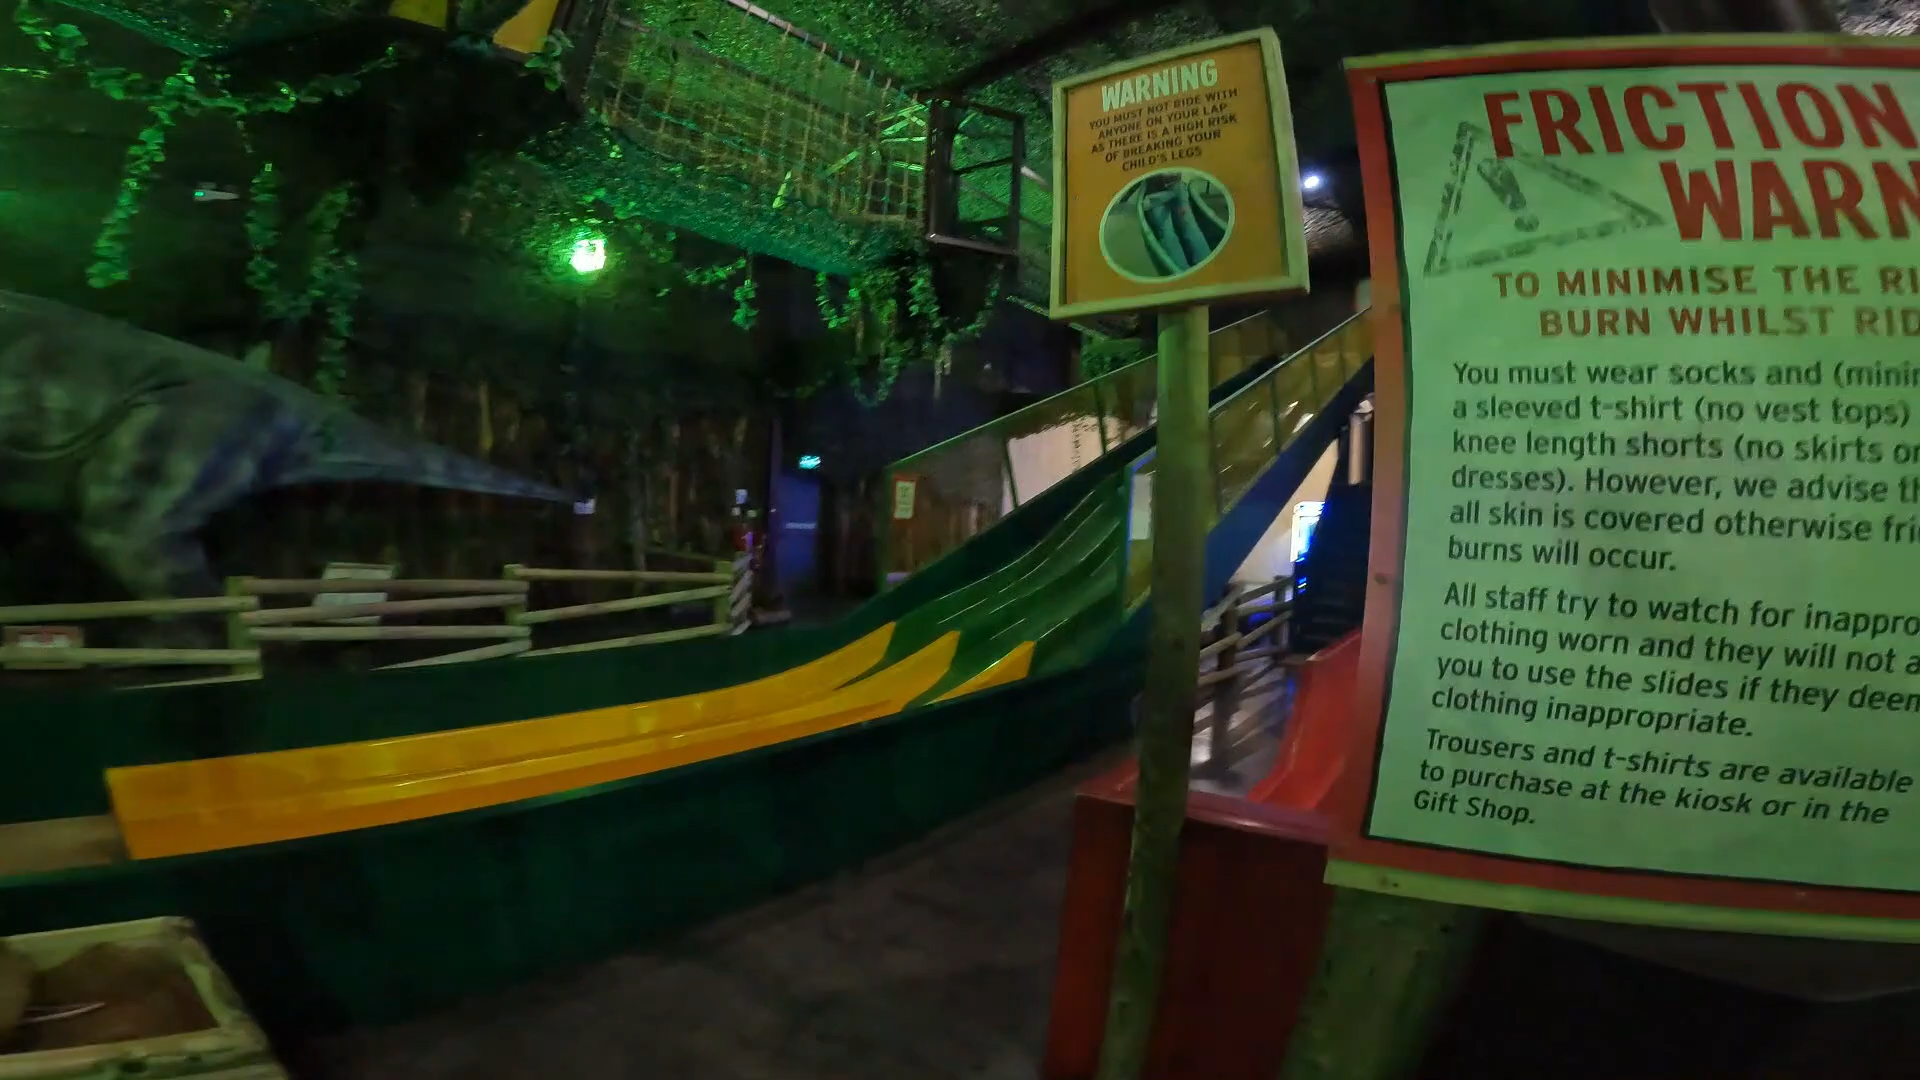 WARNING
YOU MUST NOT RIDE WITH
ANYONE ON YOUR LAP
AS THERE IS A HIGH RISK
OF BREAKING YOUR
CHILD'S LEGS
FRICTION
WARN
TO MINIMISE THE RI
BURN WHILST RID
You must wear socks and (minim
a sleeved t-shirt (no vest tops)
knee length shorts (no skirts or
dresses). However, we advise th
all skin is covered otherwise fric
burns will occur.
All staff try to watch for inappro
clothing worn and they will not a
you to use the slides if they deem
clothing inappropriate.
Trousers and t-shirts are available
to purchase at the kiosk or in the
Gift Shop.